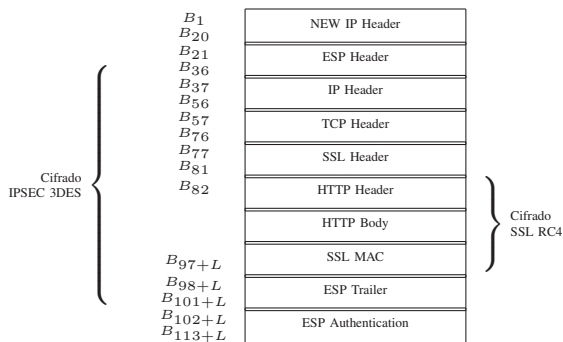 B1
NEW IP Header
B20
B21
ESP Header
B36
B37
IP Header
B56
B57
TCP Header
B76
B77
SSL Header
B81
Cifrado
IPSEC 3DES
B82
HTTP Header
HTTP Body
Cifrado
SSL RC4
SSL MAC
B97+L
B98+L
ESP Trailer
B101+L
B102+L
ESP Authentication
B113+L